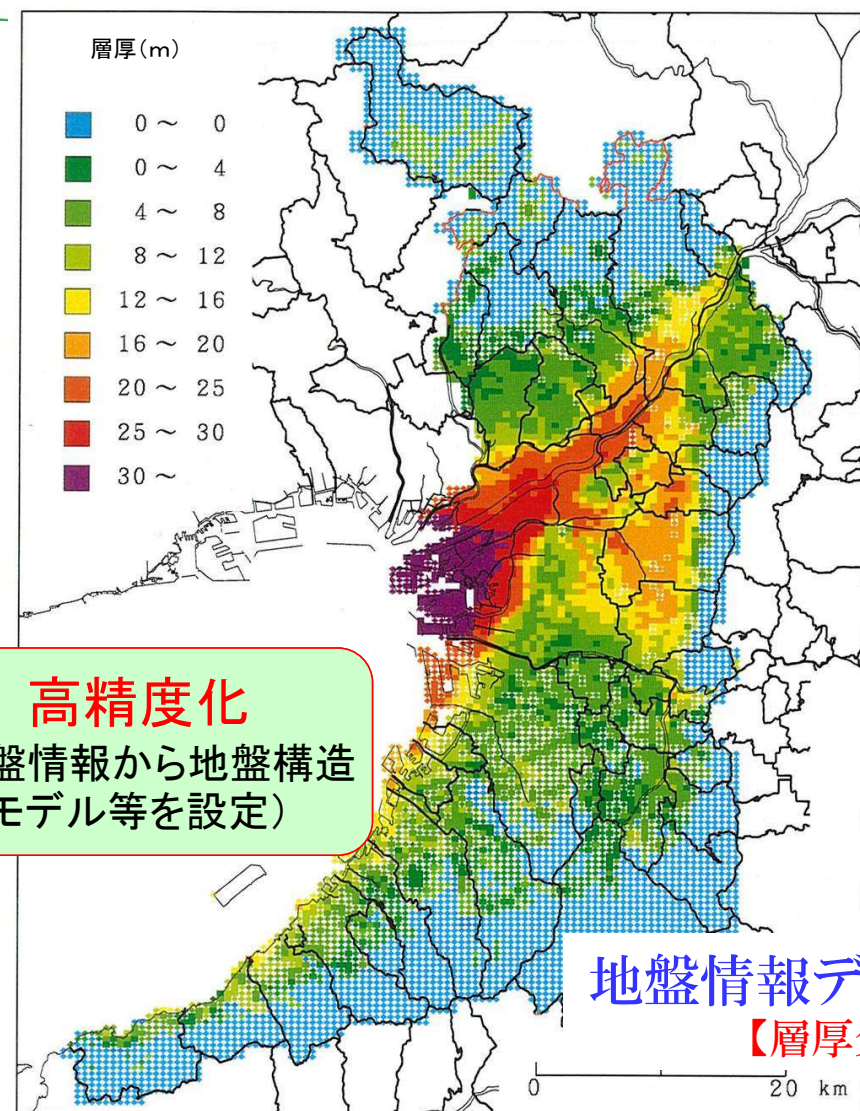 層厚(m)
0～ 0
0～ 4
4～ 8
8～ 12
12～ 16
16～ 20
20～ 25
25～ 30
30～
高精度化
盤情報から地盤構造
モデル等を設定)
地盤情報デ
【層厚
0 20 km